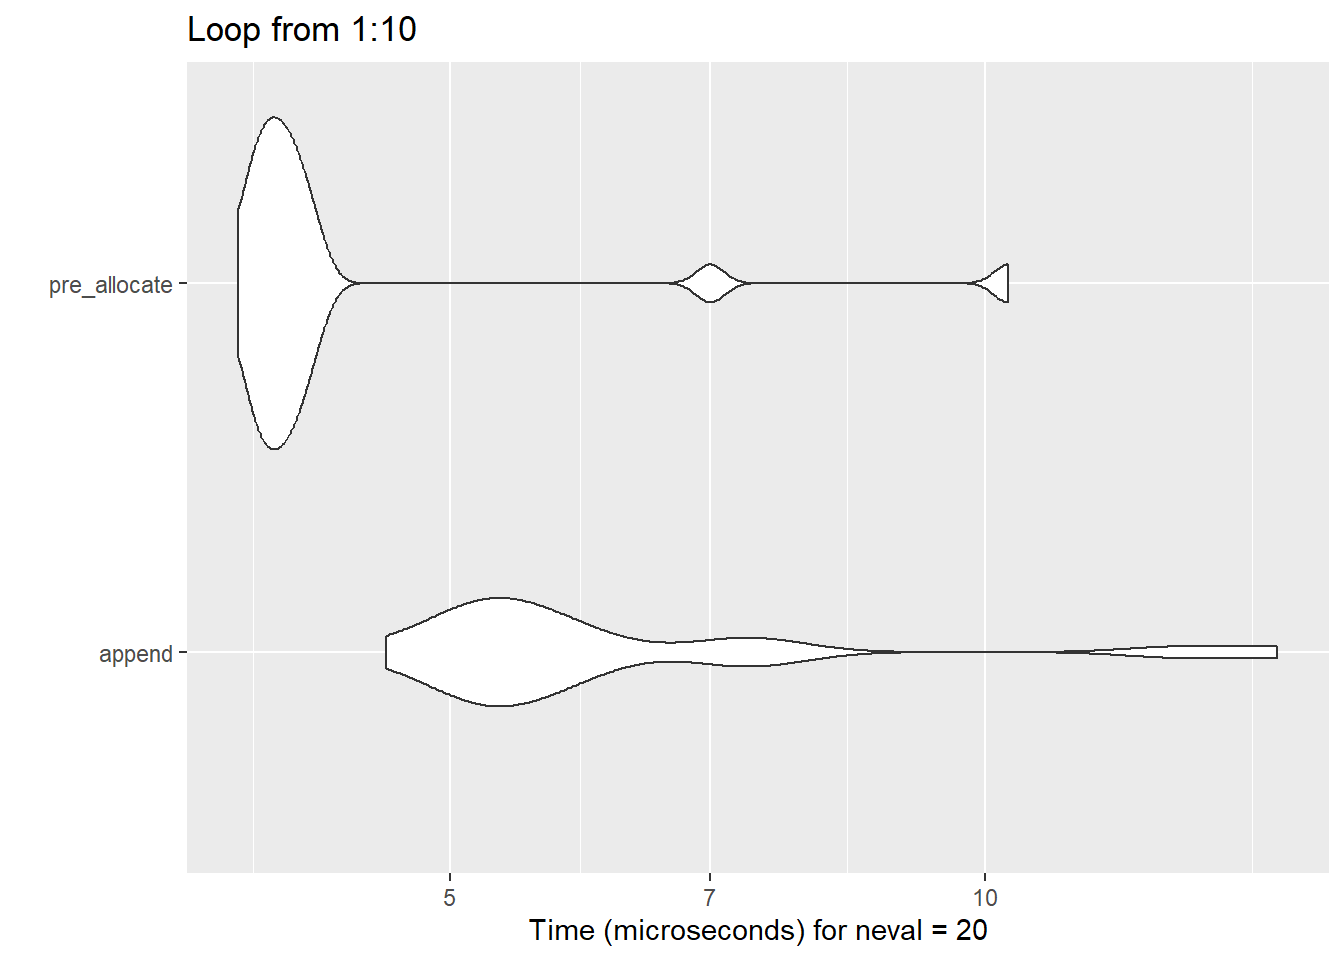 Loop from 1:10
pre_allocate
append
5 7 10
Time (microseconds) for neval = 20